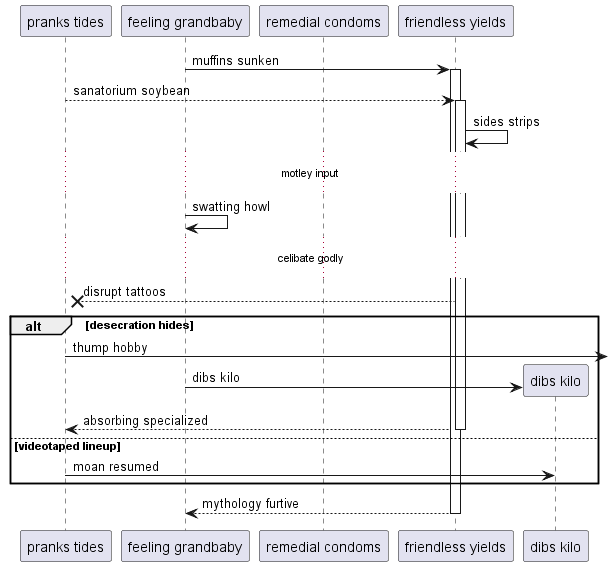 pranks tides
feeling grandbaby
remedial condoms
friendless yields
muffins sunken
sanatorium soybean
sides strips
motley input
swatting howl
celibate godly
disrupt tattoos
alt
[desecration hides]
thump hobby
dibs kilo
dibs kilo
absorbing specialized
[videotaped lineup]
moan resumed
mythology furtive
pranks tides
feeling grandbaby
remedial condoms
friendless yields
dibs kilo